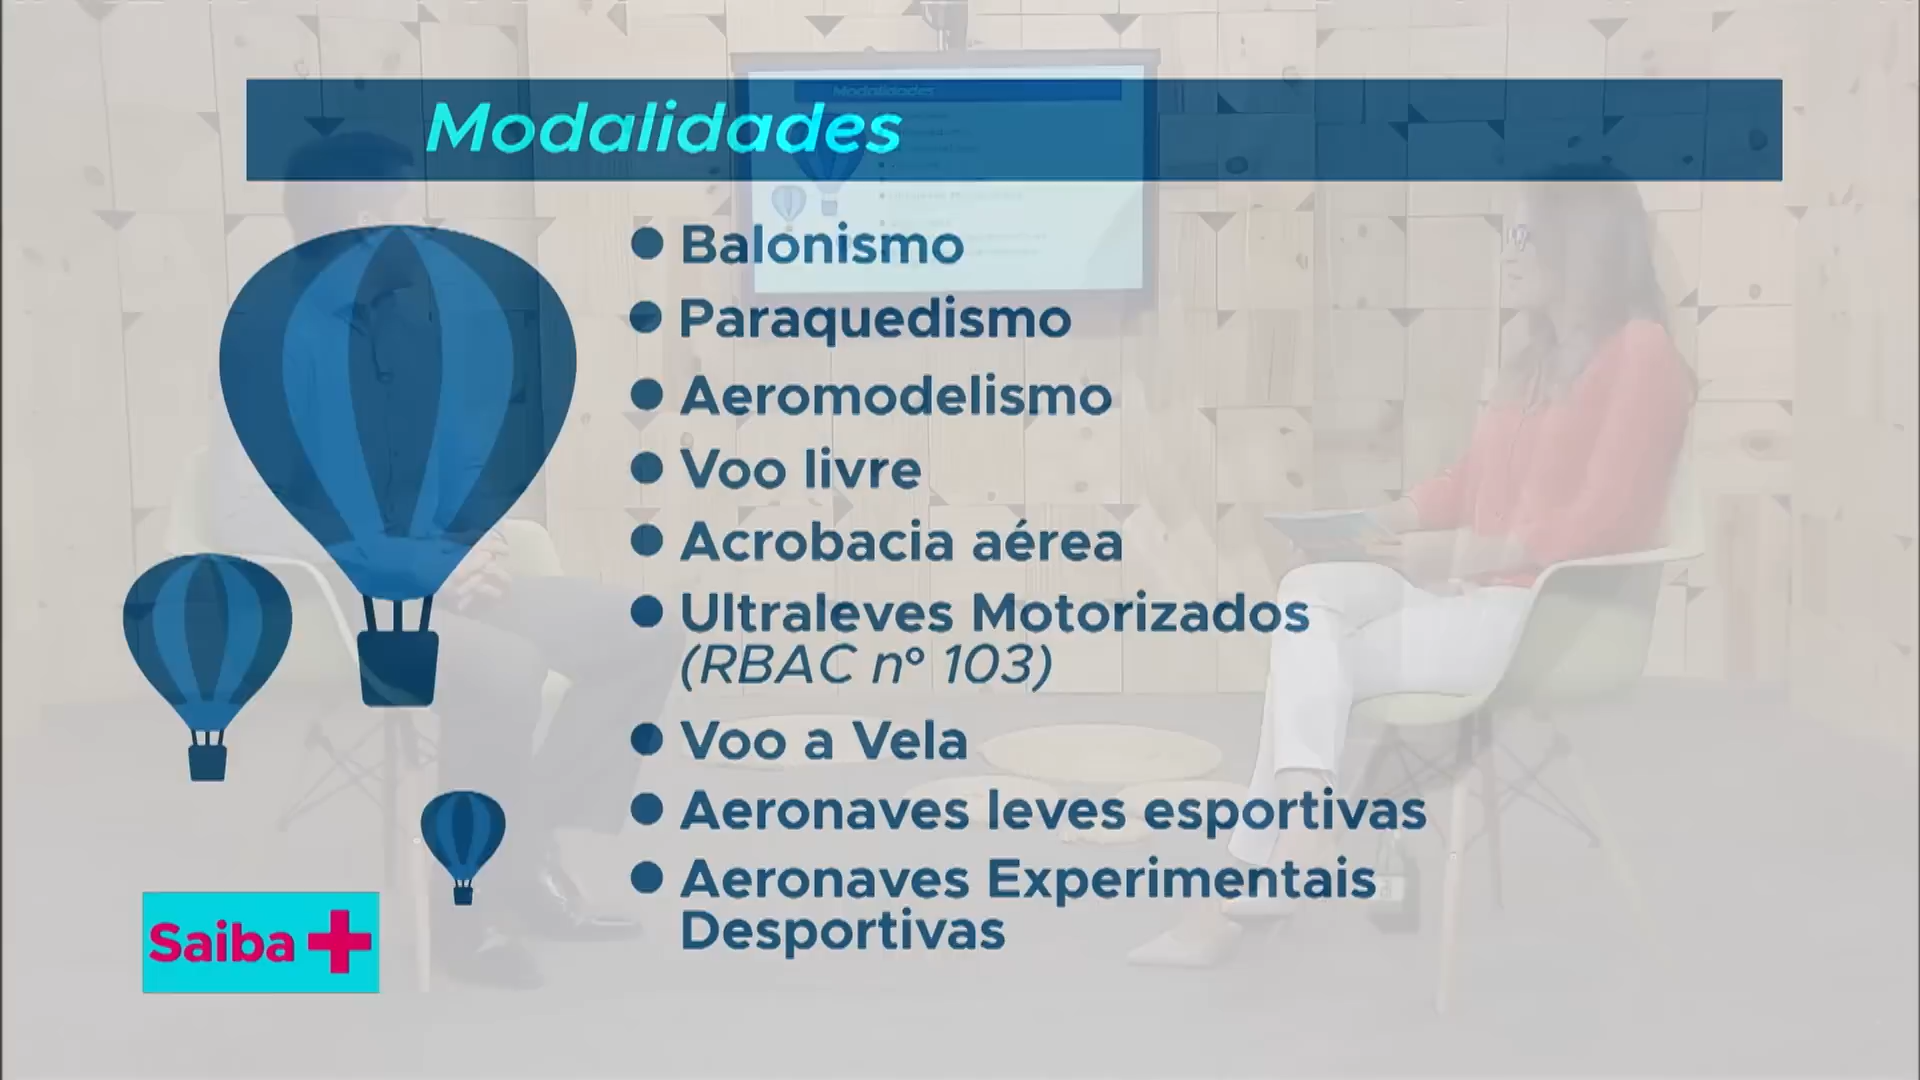 Modalidades
Modalidades
Balonismo
Paraquedismo
Aeromodelismo
Voo livre
Acrobacia aérea
Ultraleves Motorizados
(RBAC nº 103)
Voo a Vela
Aeronaves leves esportivas
Aeronaves Experimentais
Desportivas
Saiba +